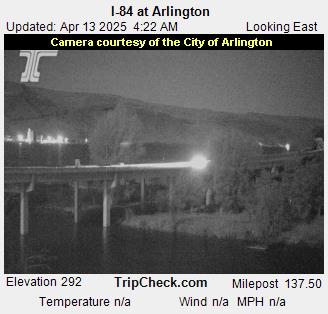 I-84 at Arlington
Updated: Apr 13 2025 4:22 AM Looking East
Camera courtesy of the City of Arlington
Elevation 292 TripCheck.com Milepost 137.50
Temperature n/a Wind n/a MPH n/a